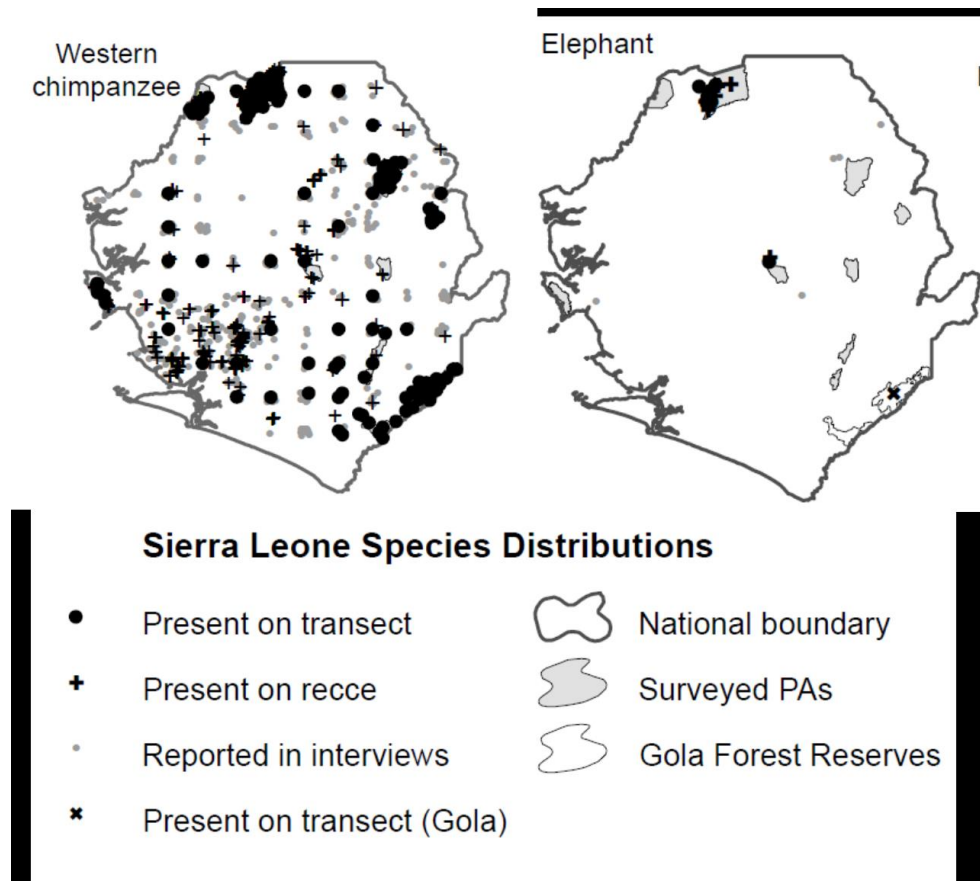 Western
chimpanzee
Elephant
Sierra Leone Species Distributions
Present on transect
Present on recce
Reported in interviews
Present on transect (Gola)
National boundary
Surveyed PAs
Gola Forest Reserves